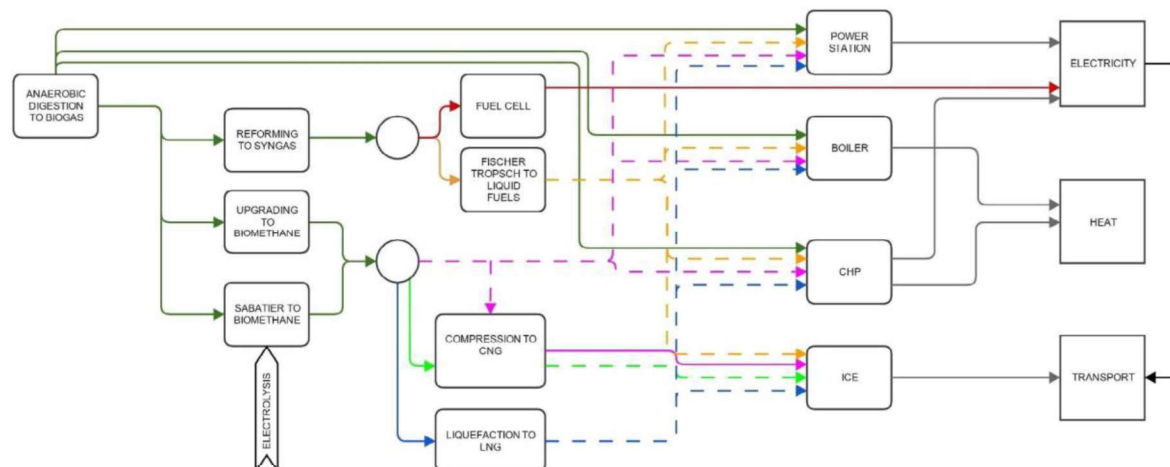 ANAEROBIC
DIGESTION
TO BIOGAS
REFORMING
TO SYNGAS
UPGRADING
TO
BIOMETHANE
SABATIER TO
BIOMETHANE
ELECTROLYSIS
FUEL CELL
FISCHER
TROPSCH TO
LIQUID
FUELS
COMPRESSION TO
CNG
LIQUEFACTION TO
LNG
POWER
STATION
BOILER
CHP
ICE
ELECTRICITY
HEAT
TRANSPORT